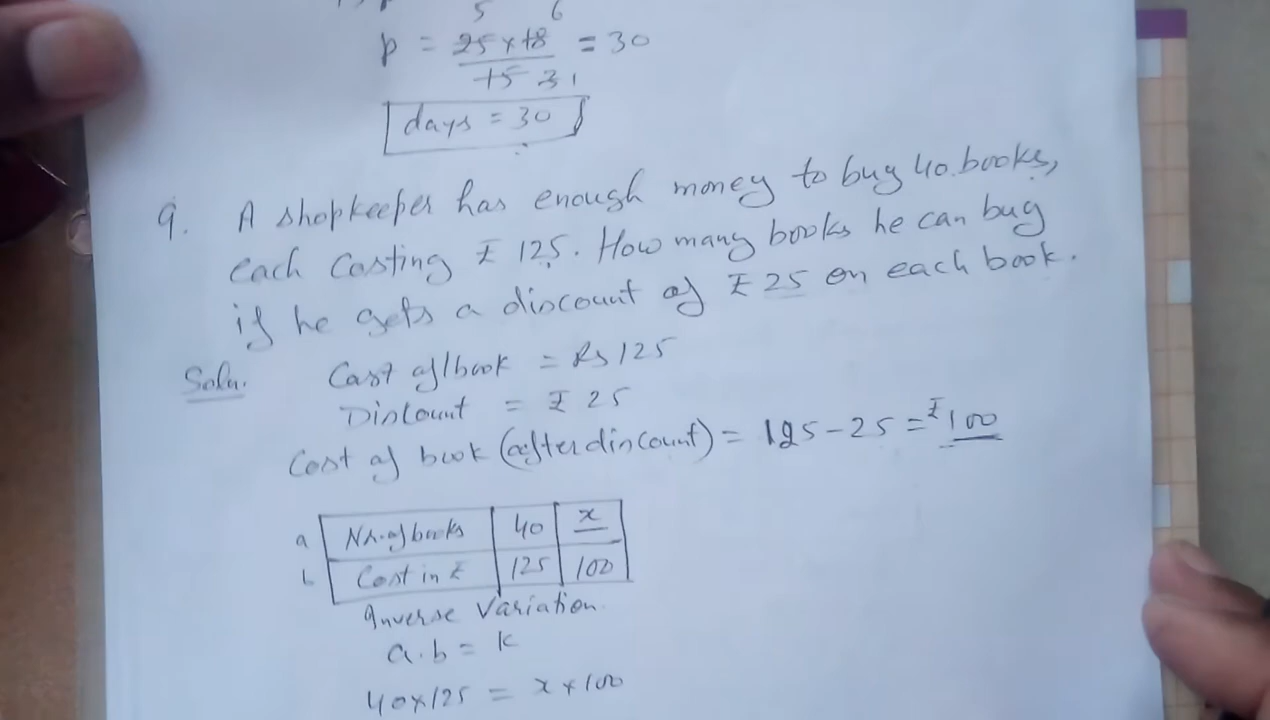 5 6
p = 25 × 18 = 30
15 3 1
days = 30
9. A shopkeeper has enough money to buy 40 books,
each costing ₹ 125. How many books he can buy
if he gets a discount of ₹ 25 on each book.
Soln. Cost of 1 book = Rs 125
Discount = ₹ 25
Cost of book (after discount) = 125 - 25 = ₹ 100
a No. of books 40 x
b Cost in ₹ 125 100
Inverse Variation.
a.b = k
40 × 125 = x × 100